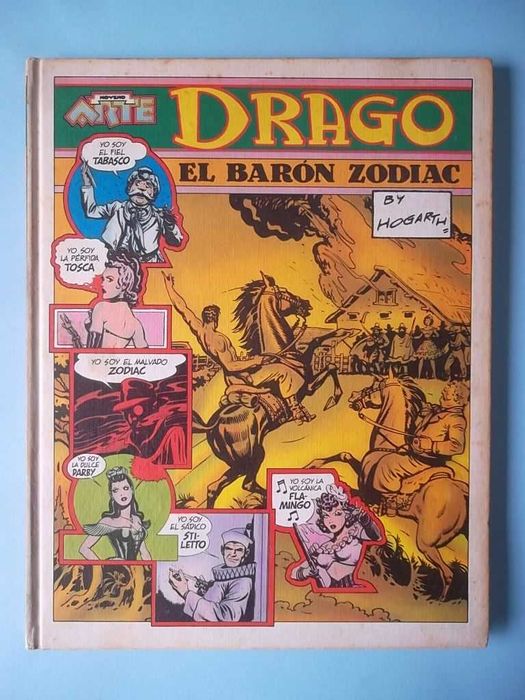 NOVENO
ARTE
DRAGO
EL BARÓN ZODIAC
BY
HOGARTH
YO SOY
EL FIEL
TABASCO
YO SOY
LA PÉRFIDA
TOSCA
YO SOY EL MALVADO
ZODIAC
YO SOY
LA DULCE
DARBY
YO SOY
EL SÁDICO
STI-
LETTO
YO SOY LA
VOLCÁNICA
FLA-
MINGO